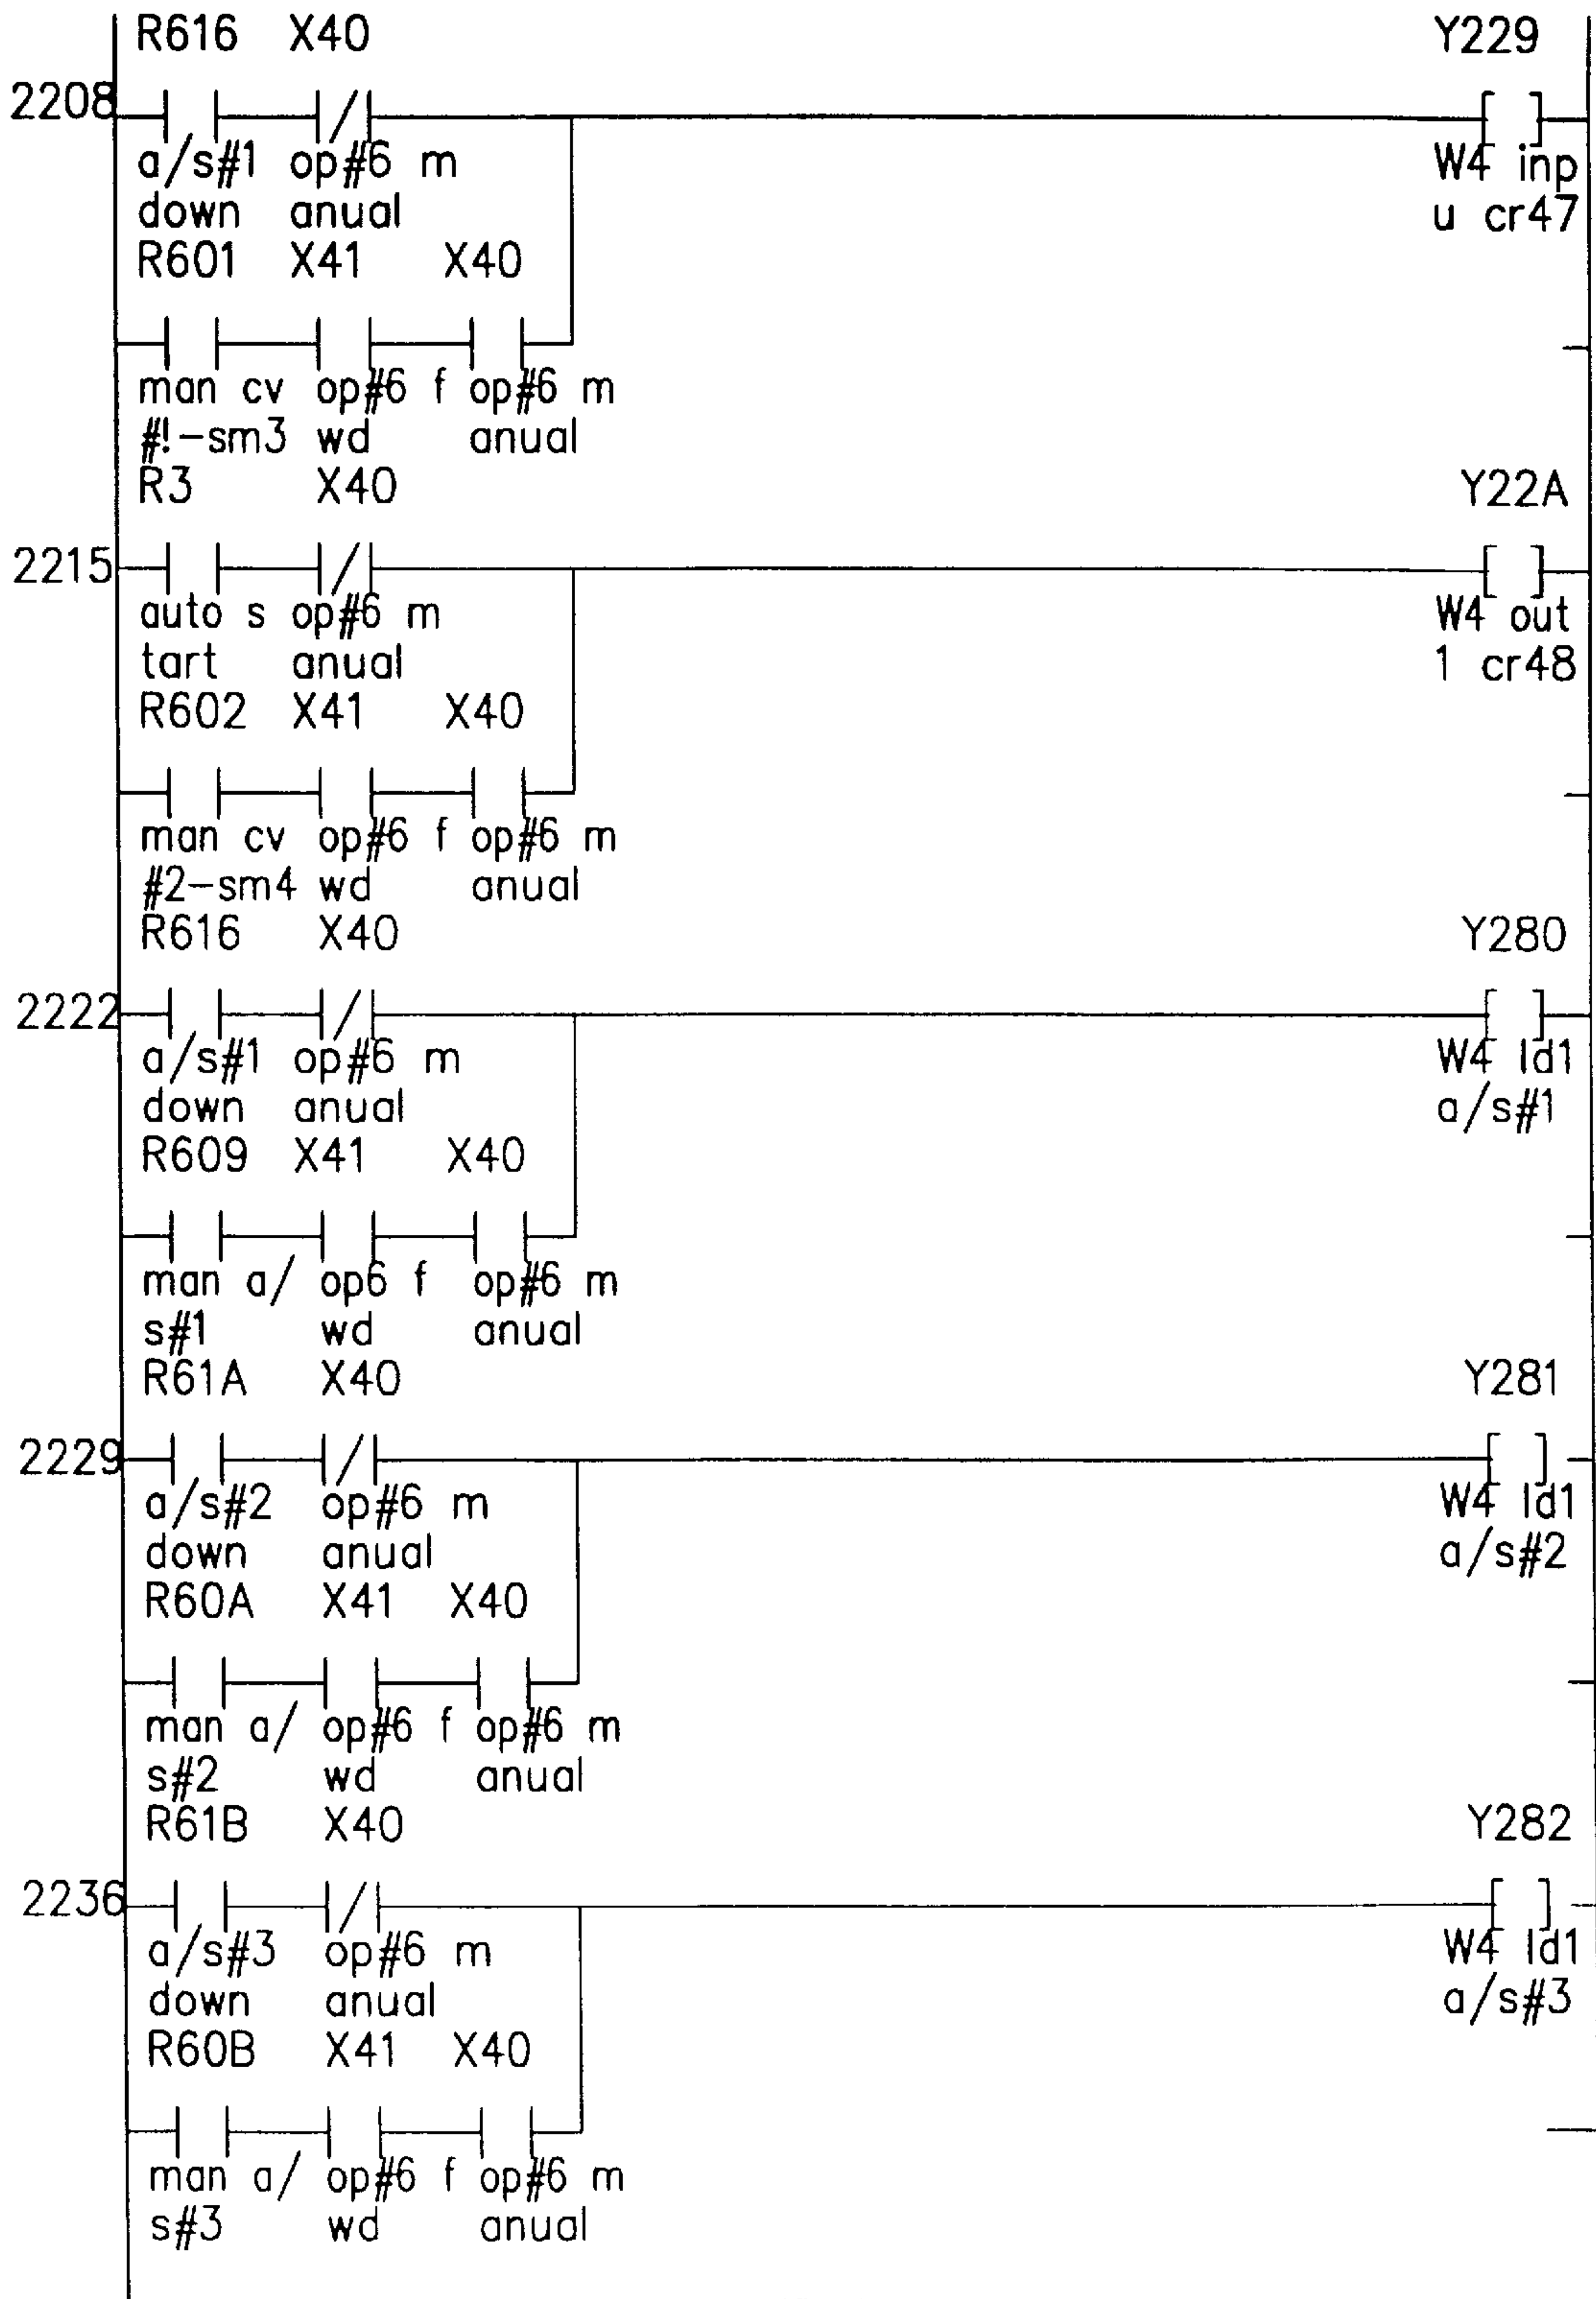 R616 X40 Y229
2208
a/s#1 op#6 m W4 inp
down anual u cr47
R601 X41 X40
man cv op#6 f op#6 m
#!-sm3 wd anual
R3 X40 Y22A
2215
auto s op#6 m W4 out
tart anual 1 cr48
R602 X41 X40
man cv op#6 f op#6 m
#2-sm4 wd anual
R616 X40 Y280
2222
a/s#1 op#6 m W4 ld1
down anual a/s#1
R609 X41 X40
man a/ op6 f op#6 m
s#1 wd anual
R61A X40 Y281
2229
a/s#2 op#6 m W4 ld1
down anual a/s#2
R60A X41 X40
man a/ op#6 f op#6 m
s#2 wd anual
R61B X40 Y282
2236
a/s#3 op#6 m W4 ld1
down anual a/s#3
R60B X41 X40
man a/ op#6 f op#6 m
s#3 wd anual